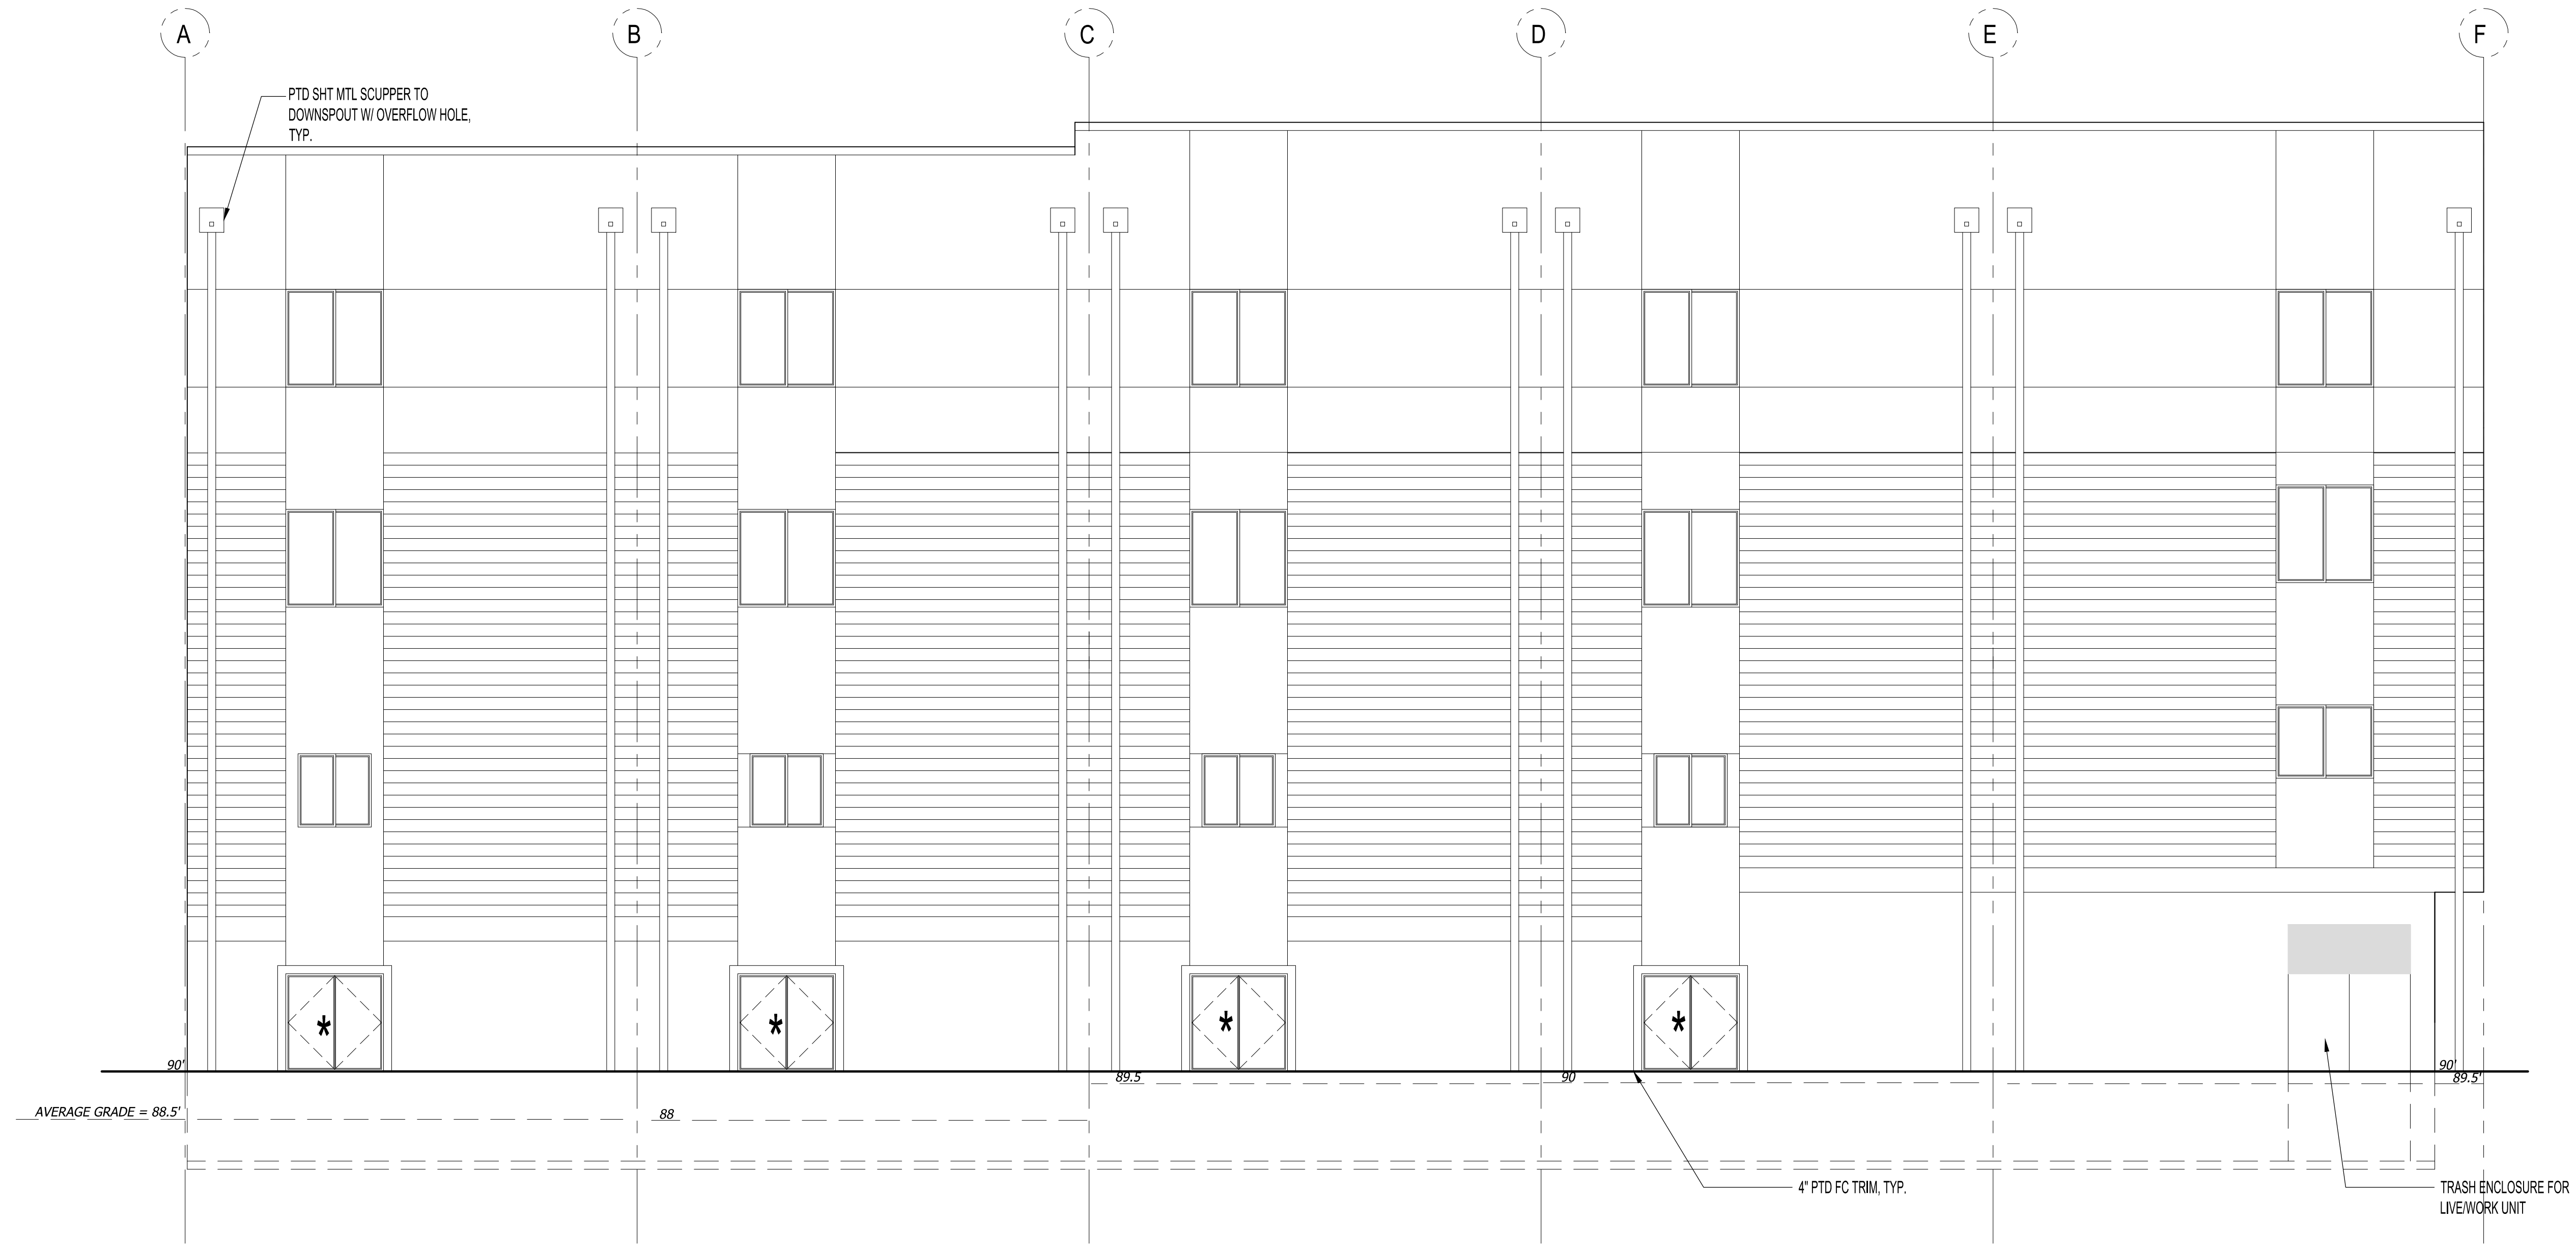 A
B
C
D
E
F
PTD SHT MTL SCUPPER TO
DOWNSPOUT W/ OVERFLOW HOLE,
TYP.
*
*
*
*
90'
89.5
90
90'
89.5'
AVERAGE GRADE = 88.5'
88
4" PTD FC TRIM, TYP.
TRASH ENCLOSURE FOR
LIVE/WORK UNIT